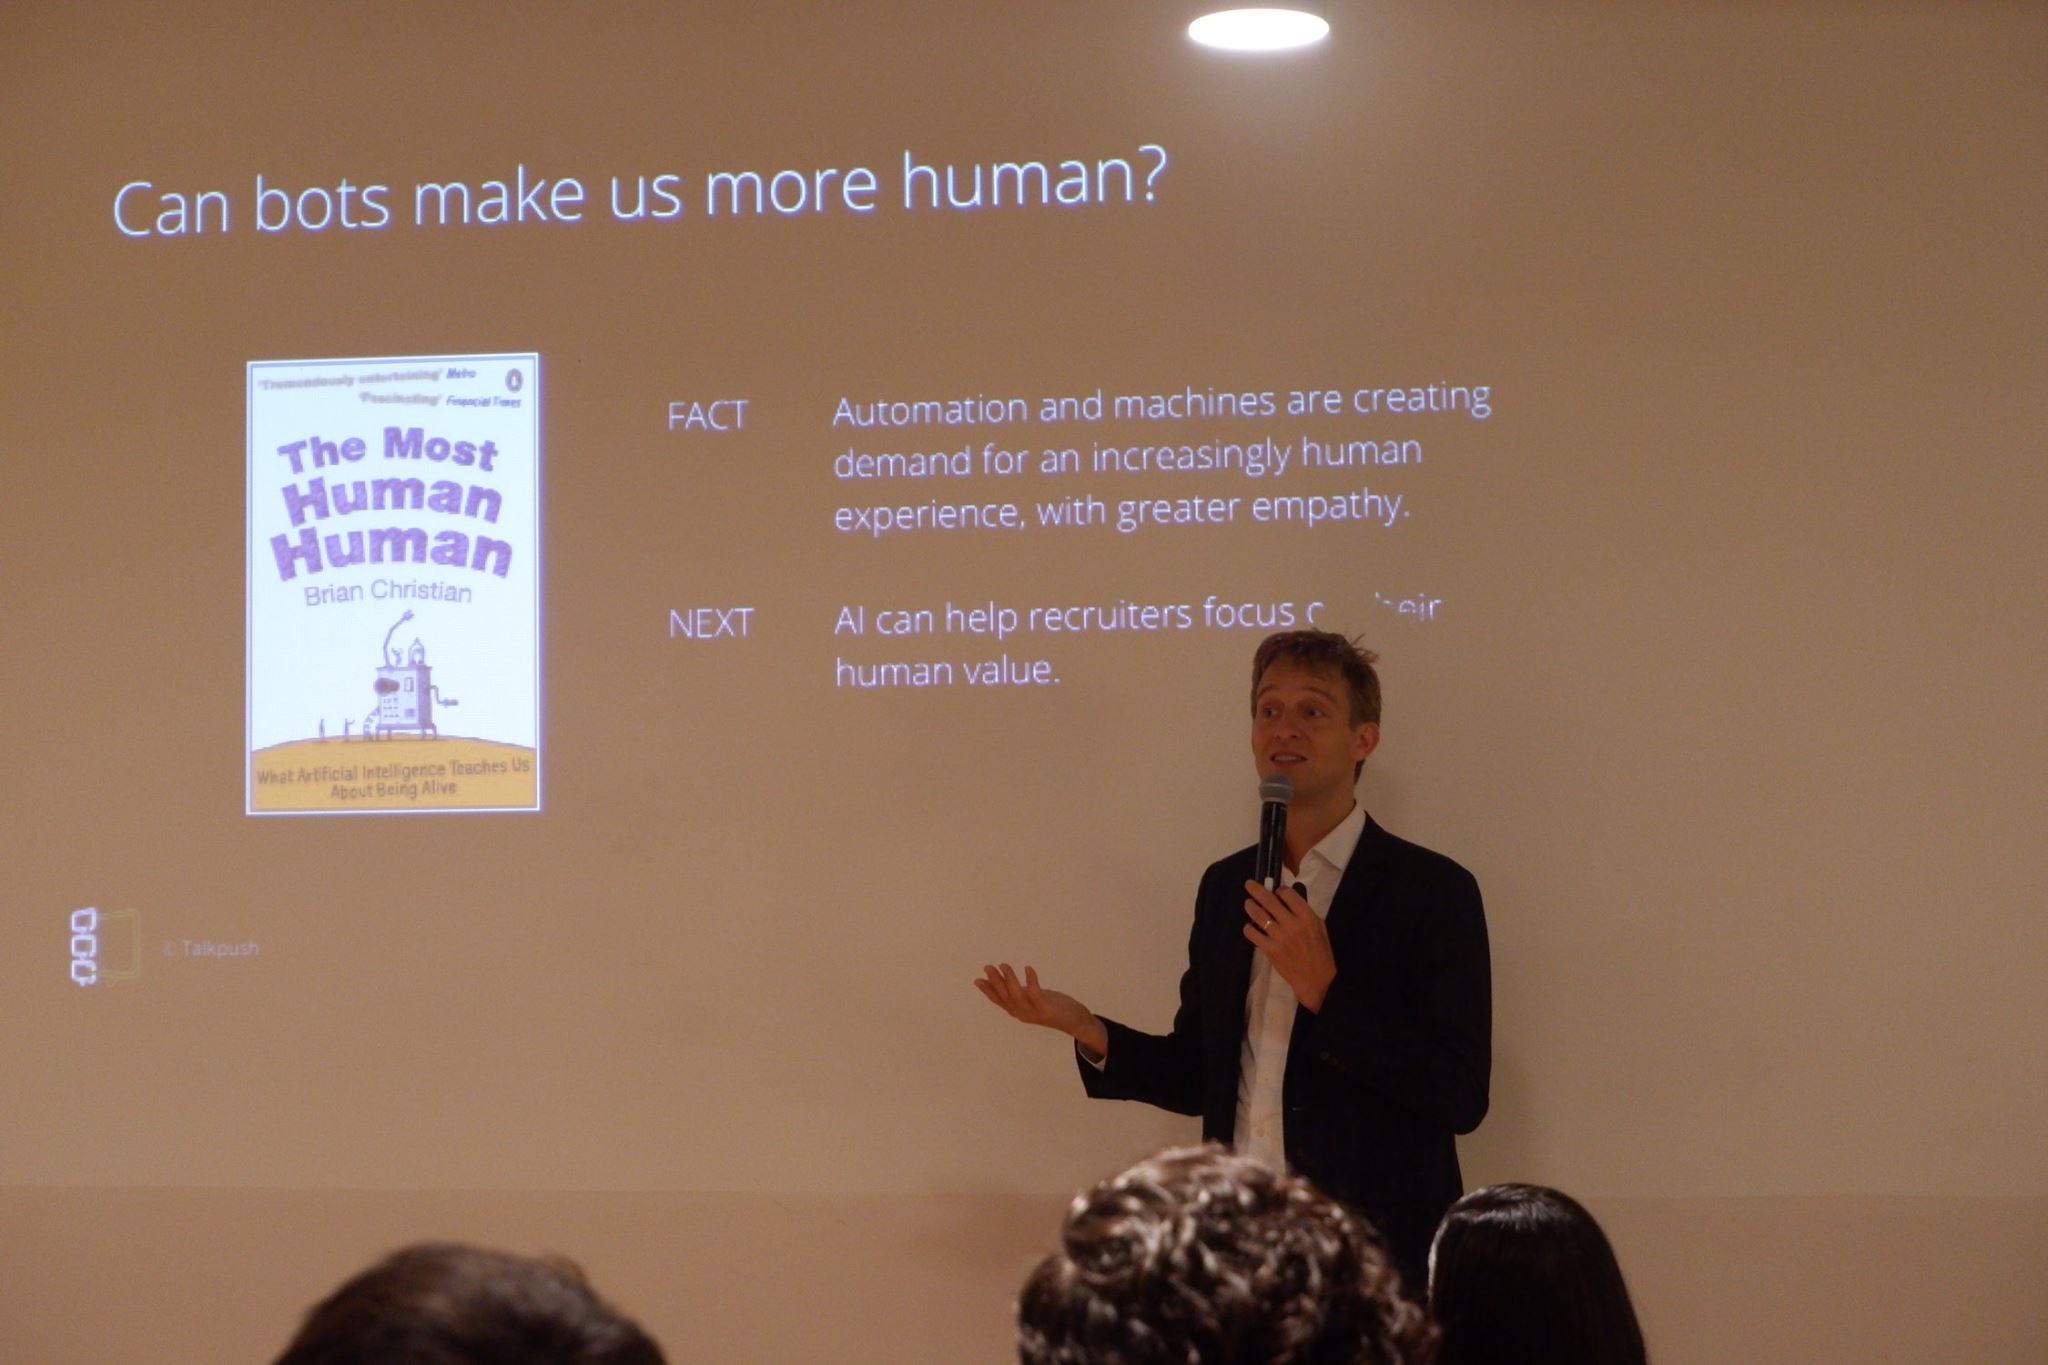 Can bots make us more human?
'Tremendously entertaining' Metro
'Fascinating' Financial Times
The Most
Human
Human
Brian Christian
What Artificial Intelligence Teaches Us
About Being Alive
FACT
Automation and machines are creating
demand for an increasingly human
experience, with greater empathy.
NEXT
AI can help recruiters focus
human value.
© Talkpush